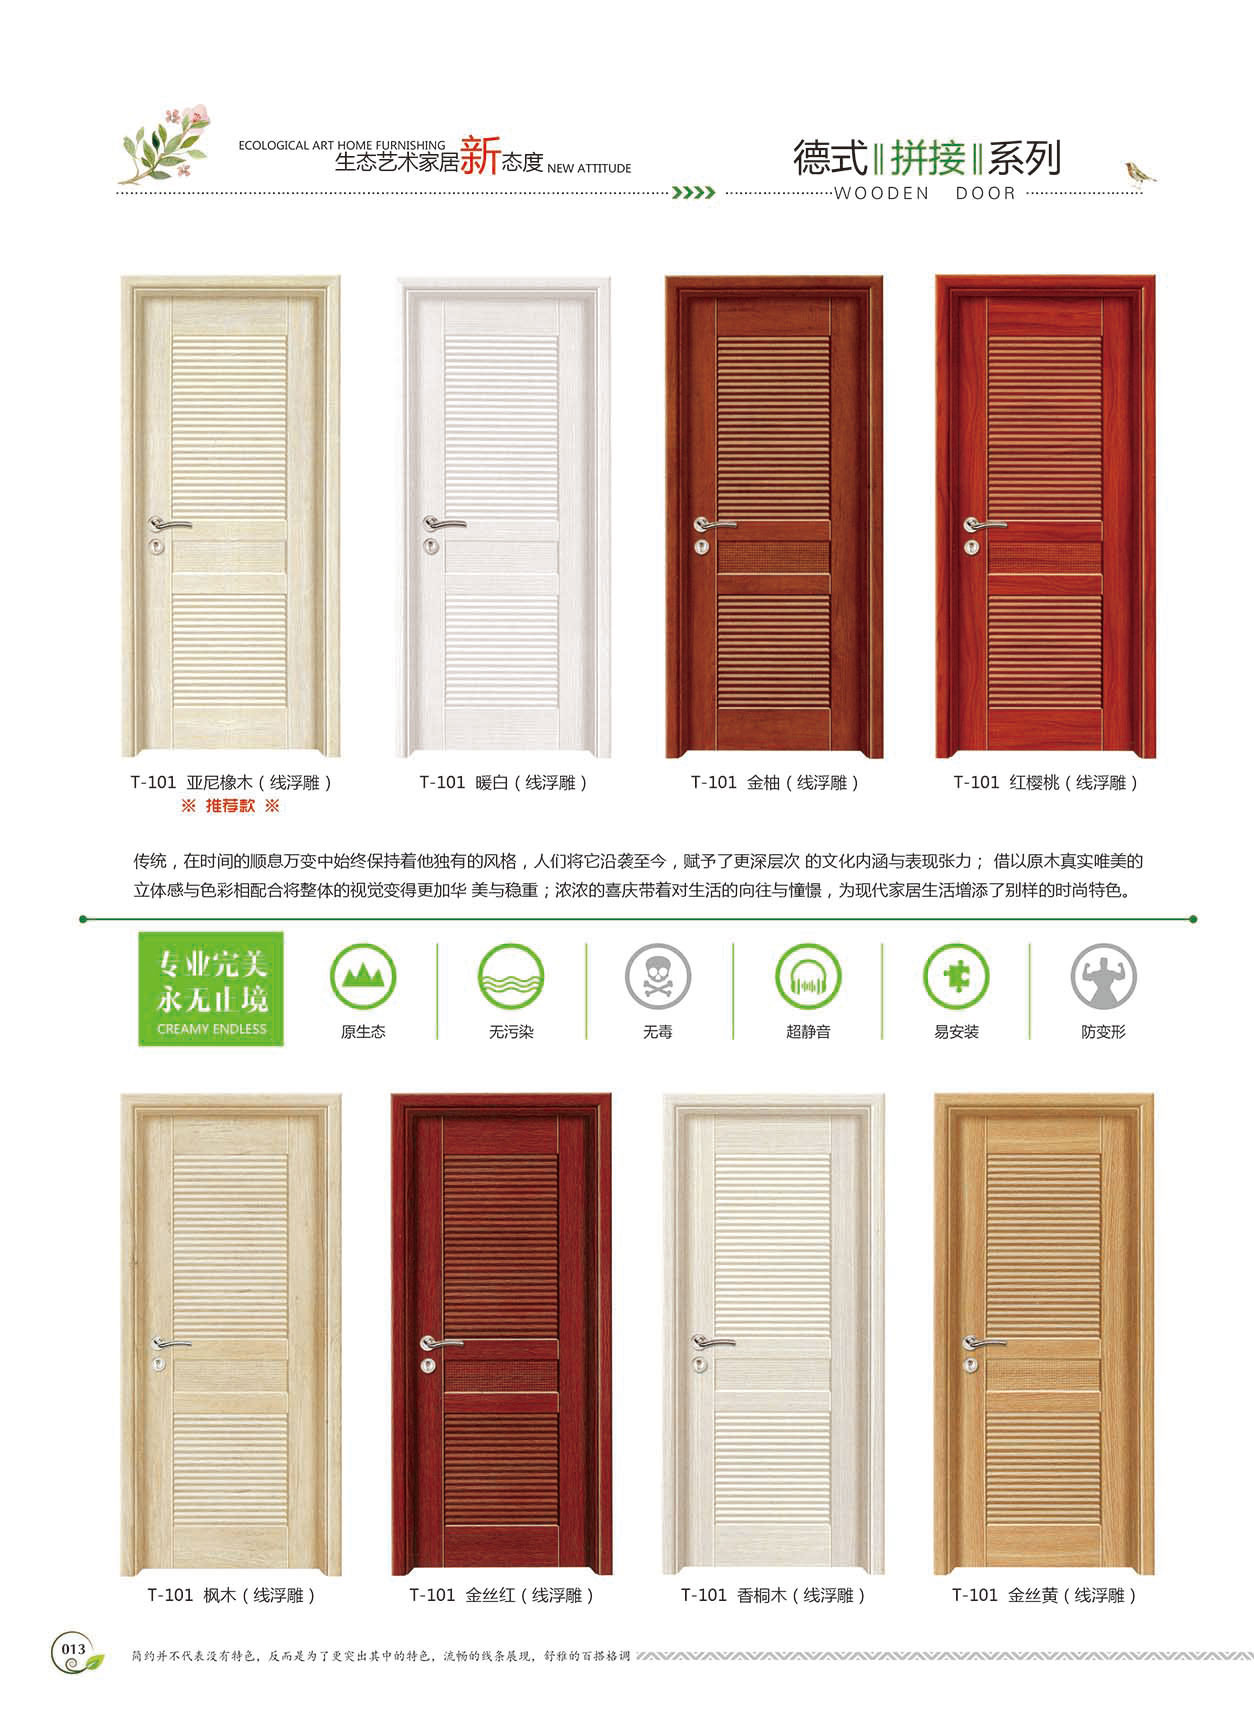 ECOLOGICAL ART HOME FURNISHING
生态艺术家居新态度 NEW ATTITUDE
德式 拼接 系列
WOODEN DOOR
T-101 亚尼橡木（线浮雕）
※ 推荐款 ※
T-101 暖白（线浮雕）
T-101 金柚（线浮雕）
T-101 红樱桃（线浮雕）
传统，在时间的顺息万变中始终保持着他独有的风格，人们将它沿袭至今，赋予了更深层次 的文化内涵与表现张力； 借以原木真实唯美的
立体感与色彩相配合将整体的视觉变得更加华 美与稳重；浓浓的喜庆带着对生活的向往与憧憬，为现代家居生活增添了别样的时尚特色。
专业完美
永无止境
CREAMY ENDLESS
原生态
无污染
无毒
超静音
易安装
防变形
T-101 枫木（线浮雕）
T-101 金丝红（线浮雕）
T-101 香桐木（线浮雕）
T-101 金丝黄（线浮雕）
013
简约并不代表没有特色，反而是为了更突出其中的特色，流畅的线条展现，舒雅的百搭格调